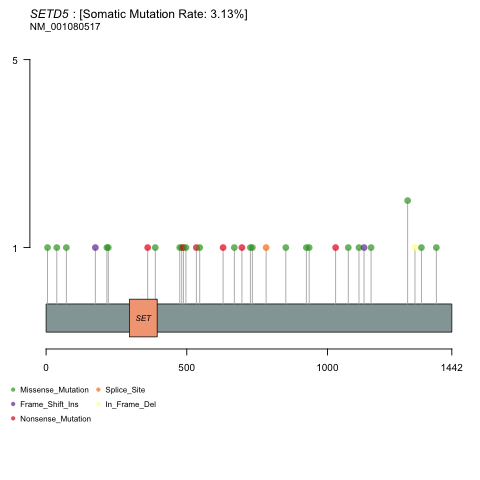 SETD5 : [Somatic Mutation Rate: 3.13%]
NM_001080517
5
1
SET
0 500 1000 1442
Missense_Mutation Splice_Site
Frame_Shift_Ins In_Frame_Del
Nonsense_Mutation